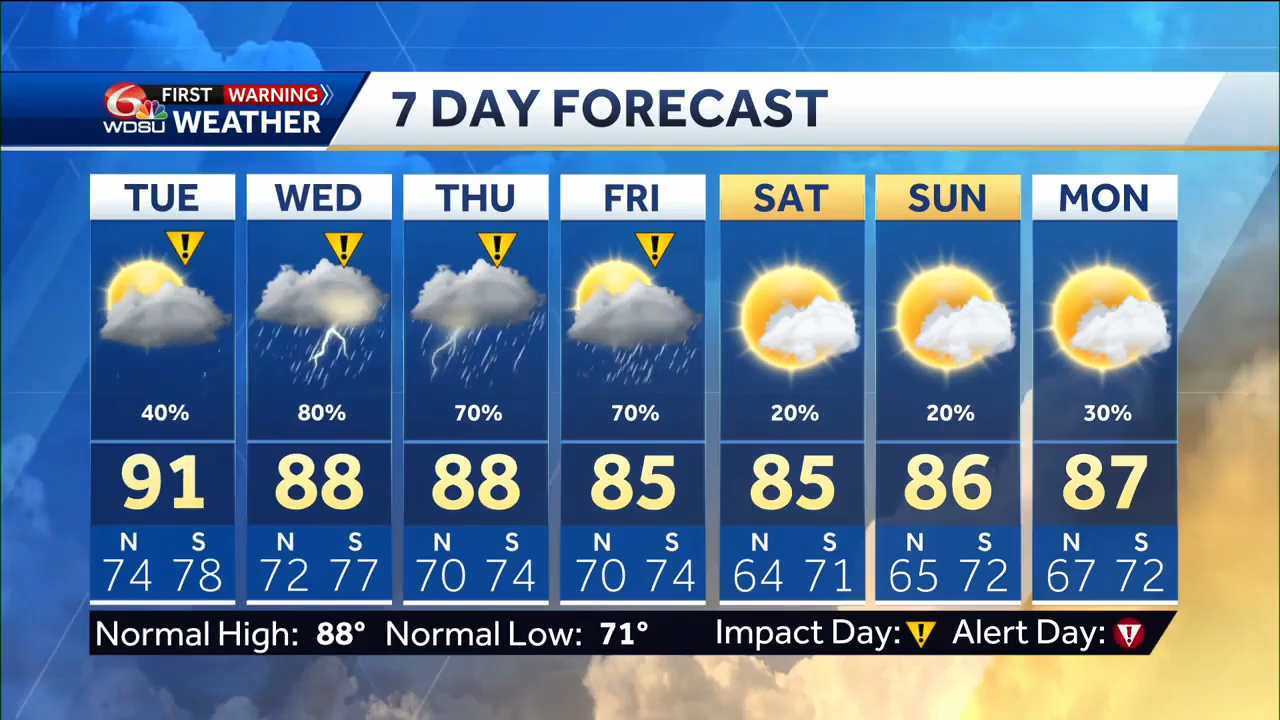 6 FIRST WARNING
WDSU WEATHER
7 DAY FORECAST
TUE WED THU FRI SAT SUN MON
! ! ! !
40% 80% 70% 70% 20% 20% 30%
91 88 88 85 85 86 87
N S N S N S N S N S N S N S
74 78 72 77 70 74 70 74 64 71 65 72 67 72
Normal High: 88° Normal Low: 71° Impact Day: ! Alert Day: !